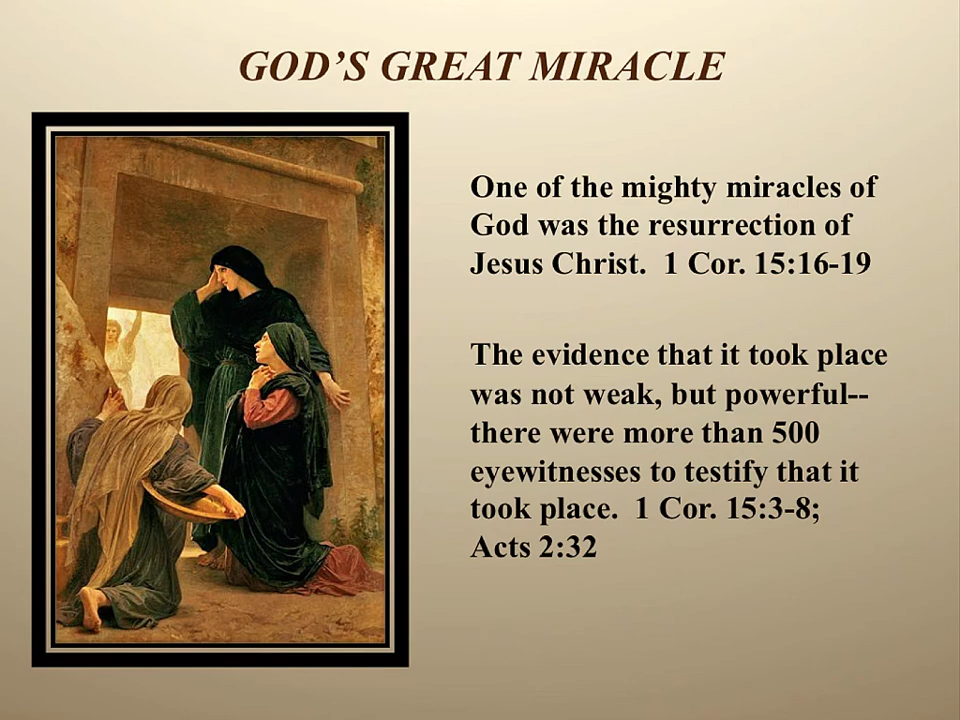 GOD’S GREAT MIRACLE
One of the mighty miracles of
God was the resurrection of
Jesus Christ.  1 Cor. 15:16-19
The evidence that it took place
was not weak, but powerful--
there were more than 500
eyewitnesses to testify that it
took place.  1 Cor. 15:3-8;
Acts 2:32